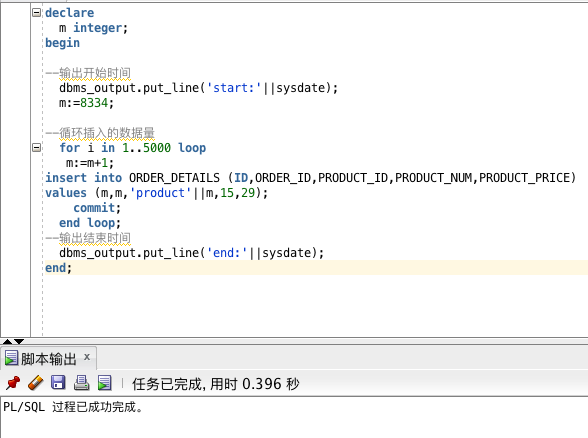 declare
m integer;
begin
--输出开始时间
dbms_output.put_line('start:'||sysdate);
m:=8334;
--循环插入的数据量
for i in 1..5000 loop
m:=m+1;
insert into ORDER_DETAILS (ID,ORDER_ID,PRODUCT_ID,PRODUCT_NUM,PRODUCT_PRICE)
values (m,m,'product'||m,15,29);
commit;
end loop;
--输出结束时间
dbms_output.put_line('end:'||sysdate);
end;
脚本输出 x
任务已完成, 用时 0.396 秒
PL/SQL 过程已成功完成。